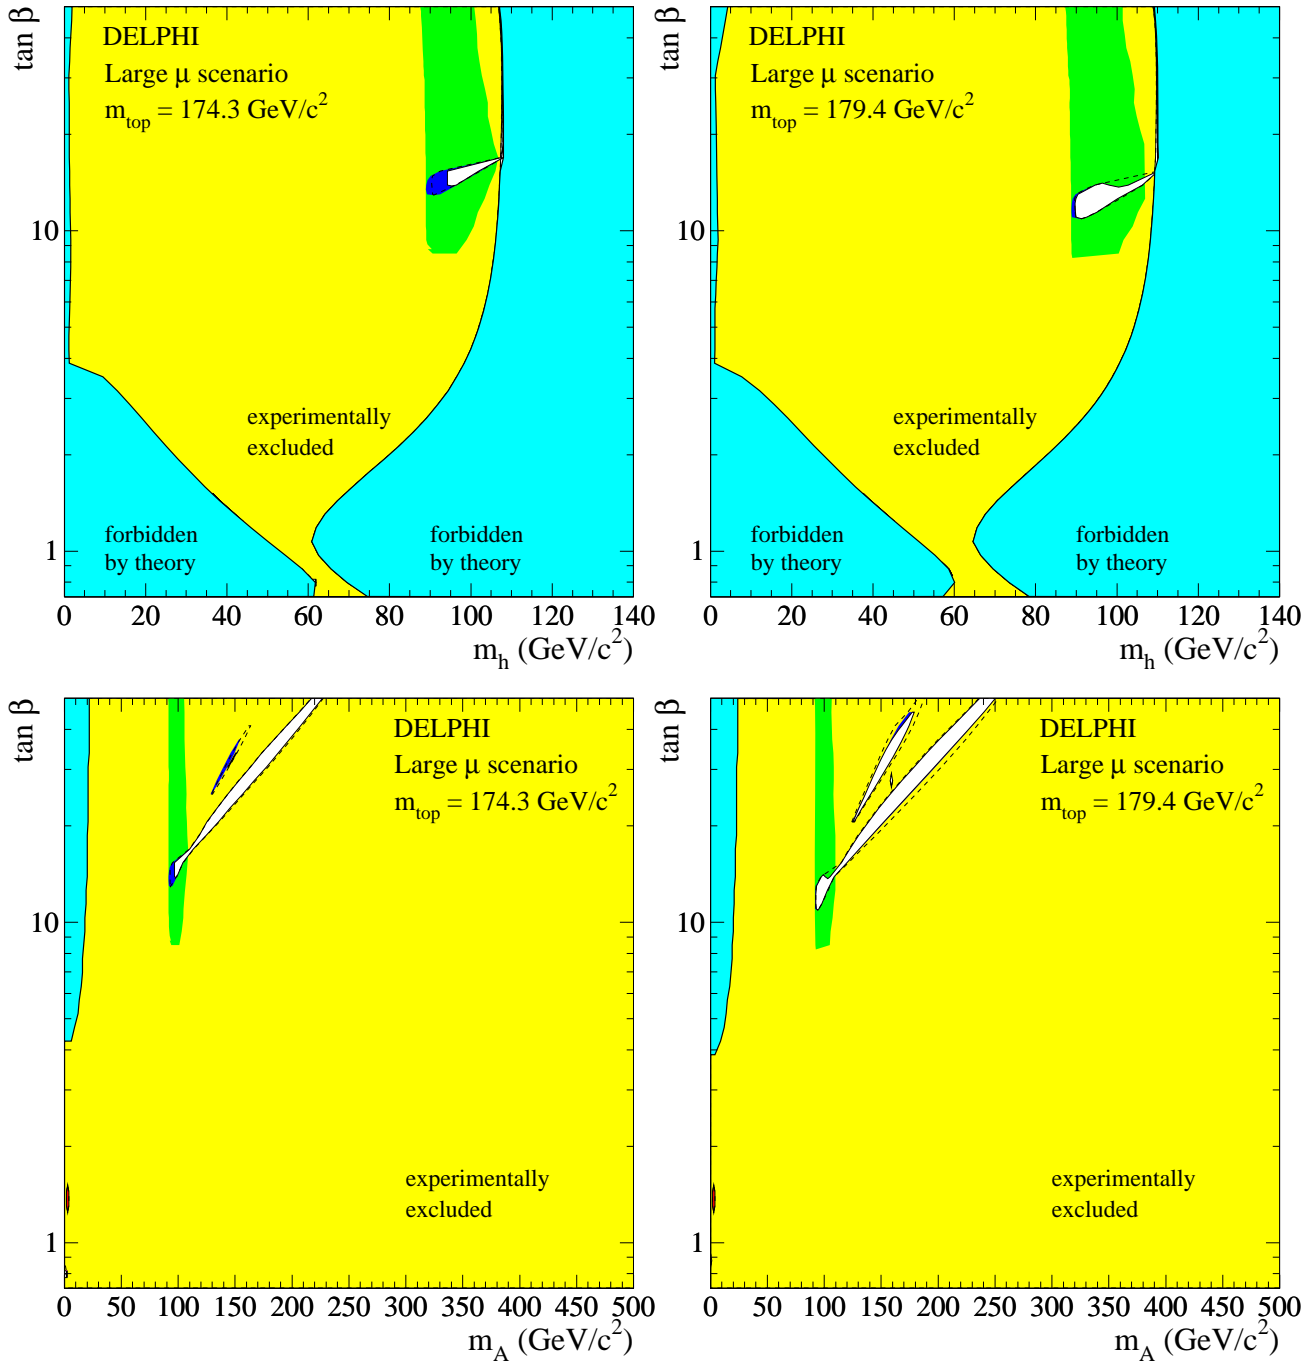 tan β
DELPHI
Large μ scenario
m_top = 174.3 GeV/c²
10
experimentally
excluded
forbidden
by theory
forbidden
by theory
1
0 20 40 60 80 100 120 140
m_h (GeV/c²)
tan β
DELPHI
Large μ scenario
m_top = 179.4 GeV/c²
10
experimentally
excluded
forbidden
by theory
forbidden
by theory
1
0 20 40 60 80 100 120 140
m_h (GeV/c²)
tan β
DELPHI
Large μ scenario
m_top = 174.3 GeV/c²
10
experimentally
excluded
1
0 50 100 150 200 250 300 350 400 450 500
m_A (GeV/c²)
tan β
DELPHI
Large μ scenario
m_top = 179.4 GeV/c²
10
experimentally
excluded
1
0 50 100 150 200 250 300 350 400 450 500
m_A (GeV/c²)